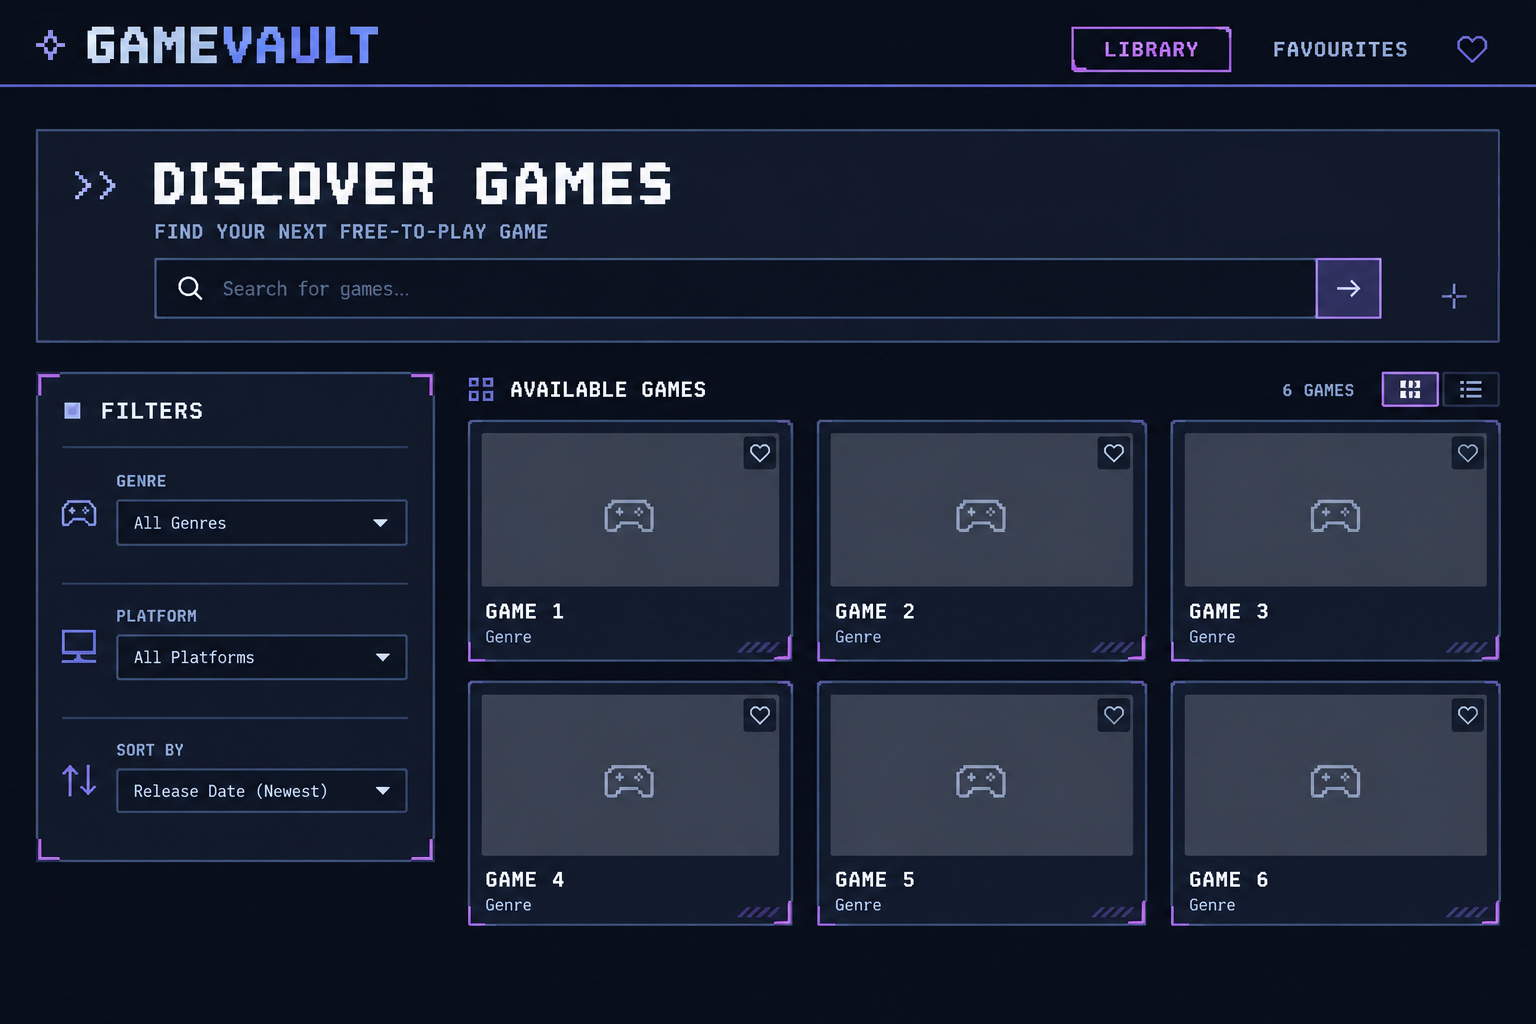 GAMEVAULT
LIBRARY
FAVOURITES
DISCOVER GAMES
FIND YOUR NEXT FREE-TO-PLAY GAME
Search for games...
FILTERS
GENRE
All Genres
PLATFORM
All Platforms
SORT BY
Release Date (Newest)
AVAILABLE GAMES
6 GAMES
GAME 1
Genre
GAME 2
Genre
GAME 3
Genre
GAME 4
Genre
GAME 5
Genre
GAME 6
Genre